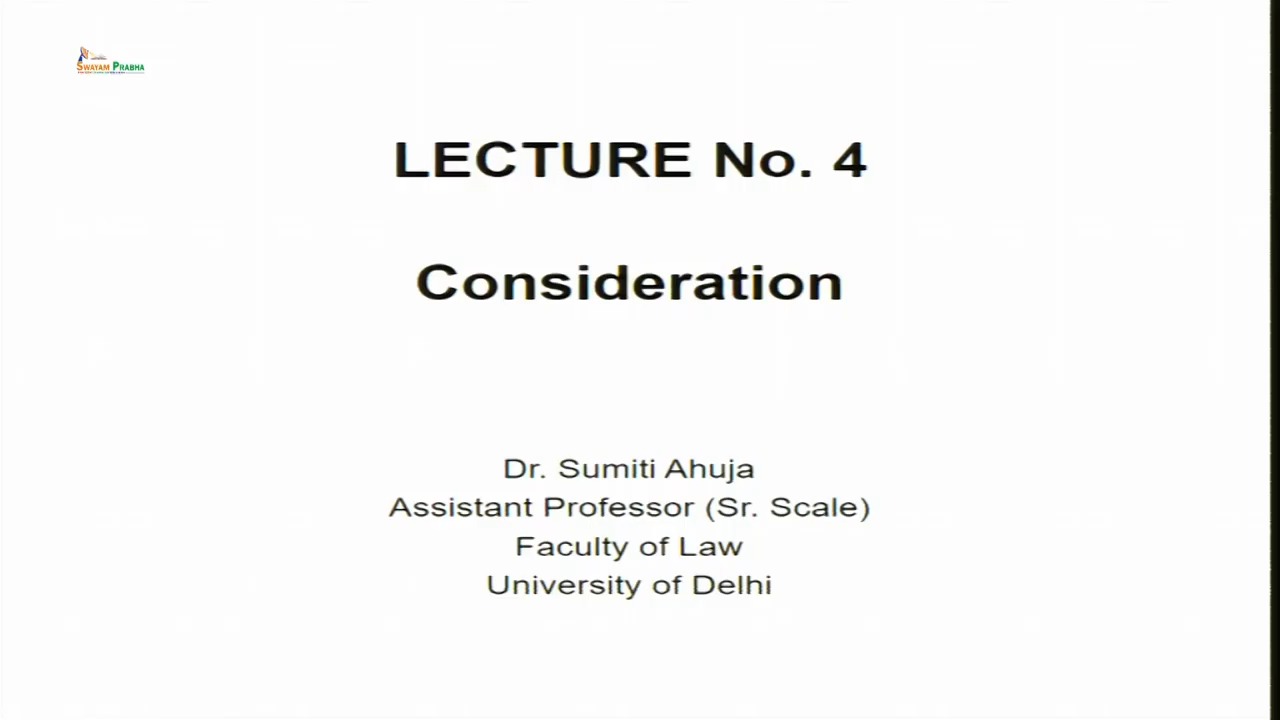 SWAYAM PRABHA
LECTURE No. 4
Consideration
Dr. Sumiti Ahuja
Assistant Professor (Sr. Scale)
Faculty of Law
University of Delhi